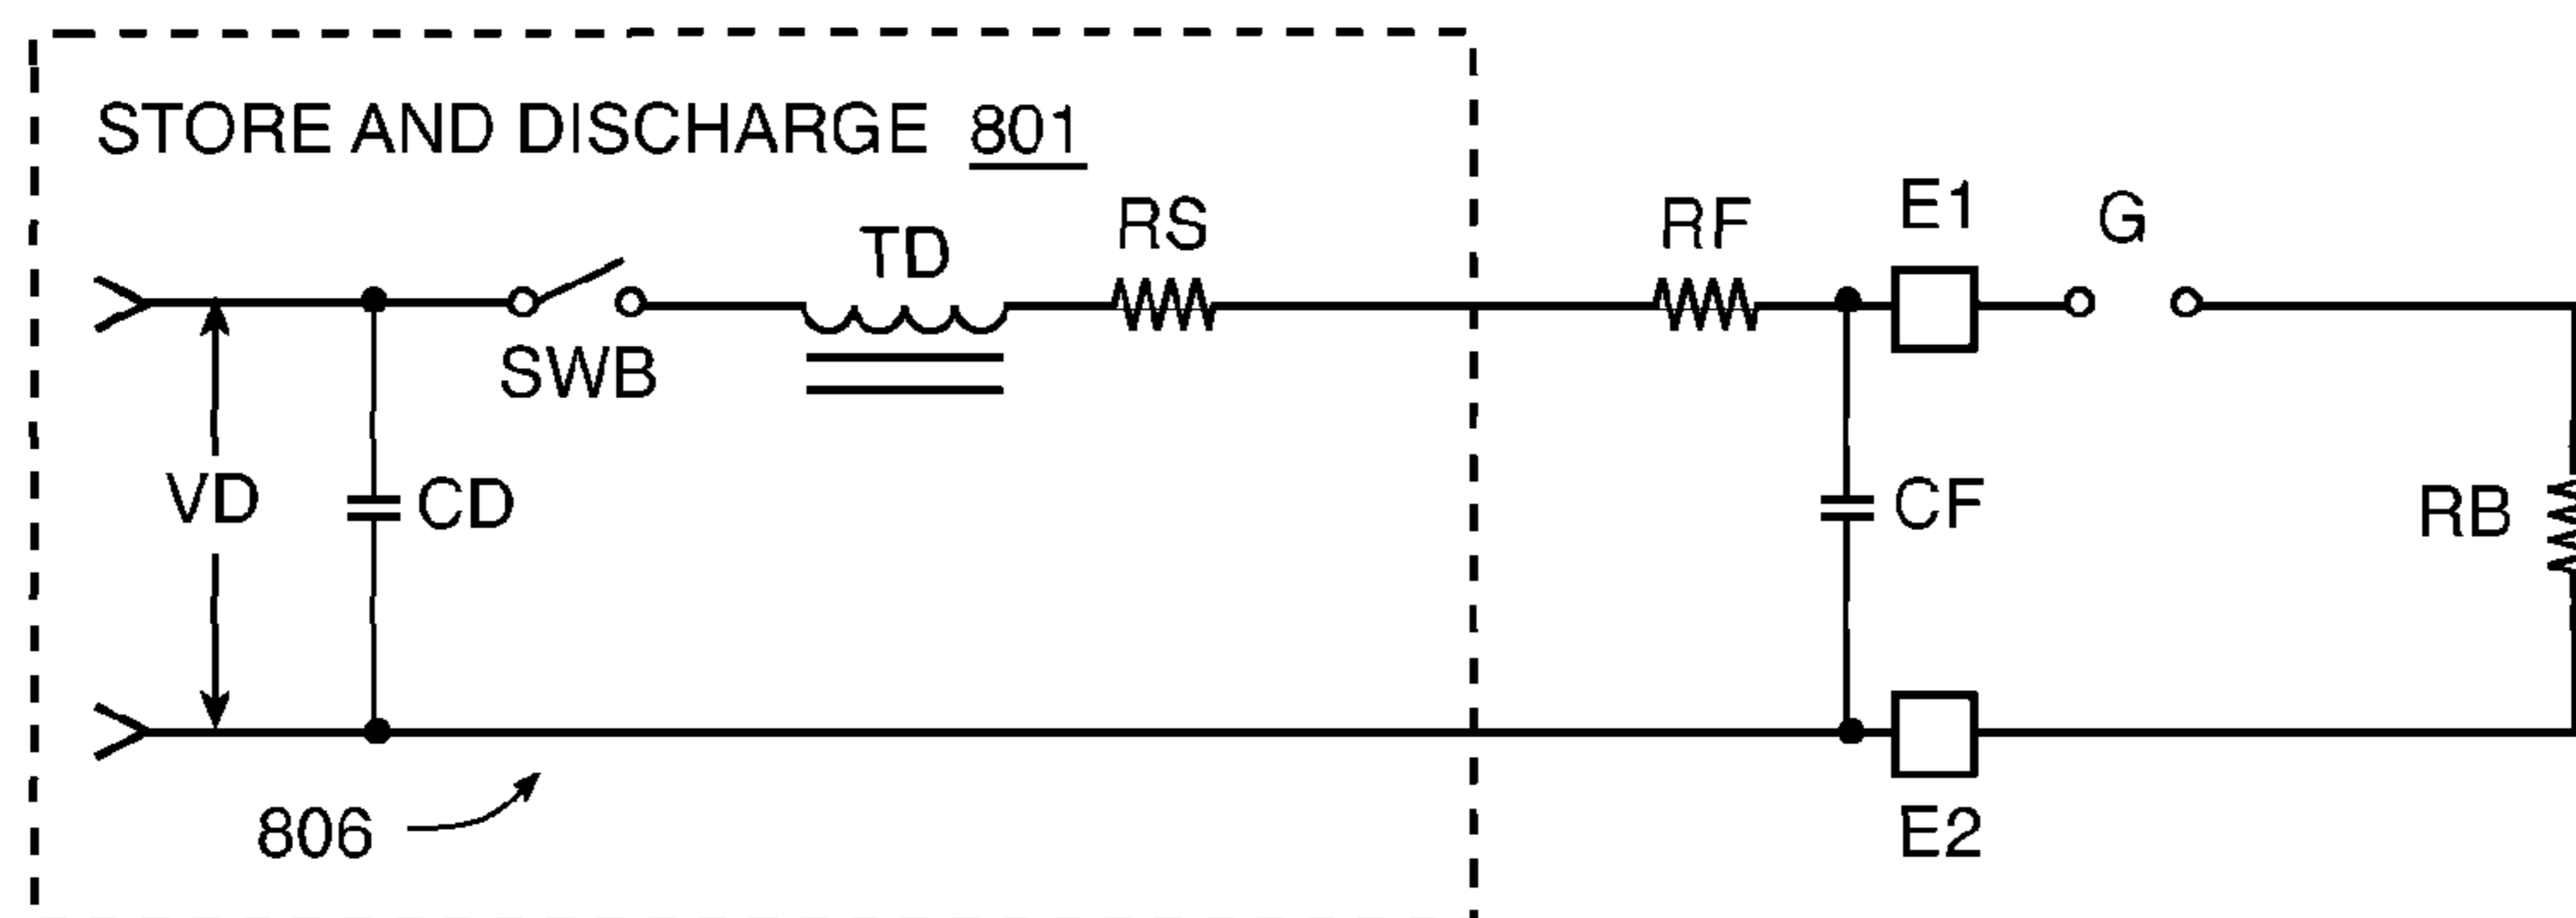 STORE AND DISCHARGE 801
E1
G
RS
RF
TD
SWB
VD
CD
CF
RB
806
E2